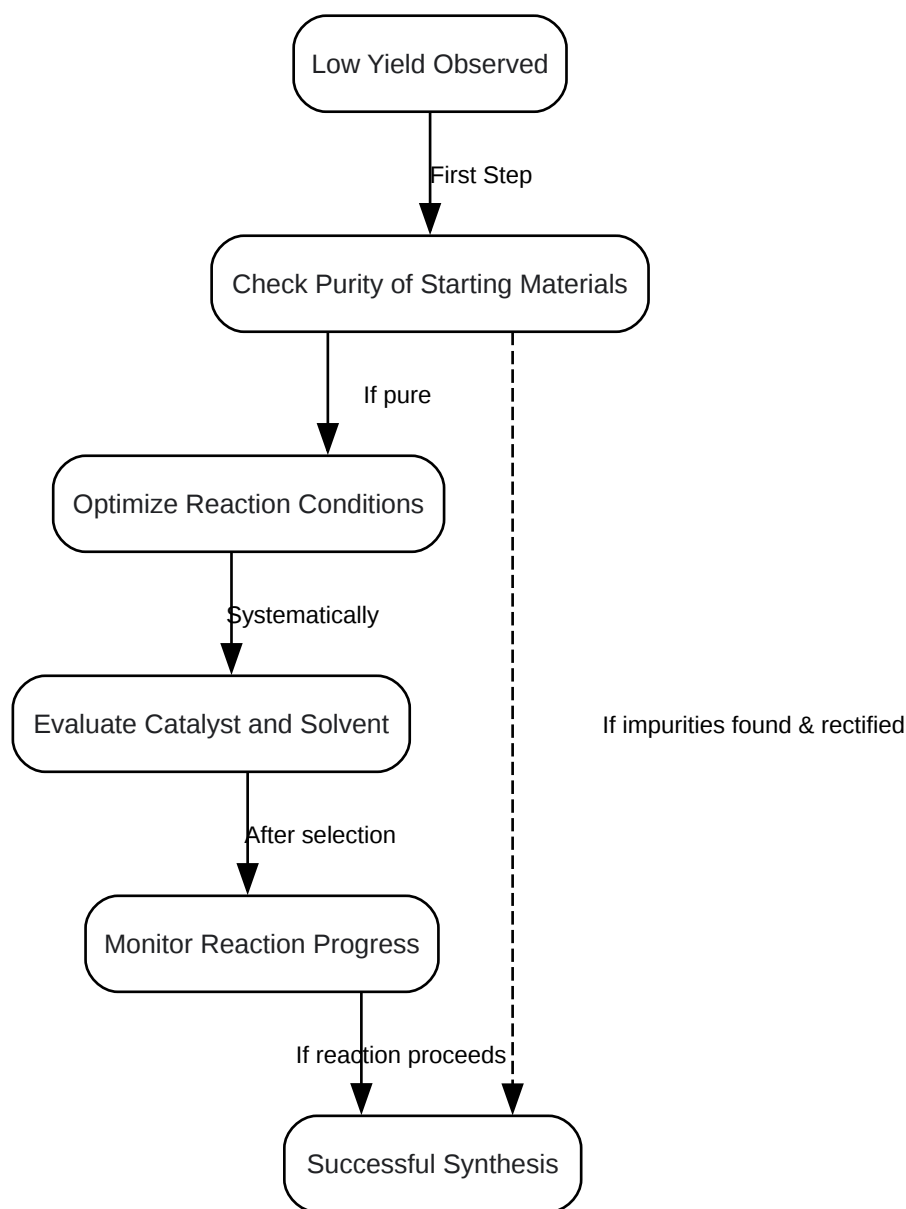 Low Yield Observed
First Step
Check Purity of Starting Materials
If pure
Optimize Reaction Conditions
Systematically
Evaluate Catalyst and Solvent
If impurities found & rectified
After selection
Monitor Reaction Progress
If reaction proceeds
Successful Synthesis